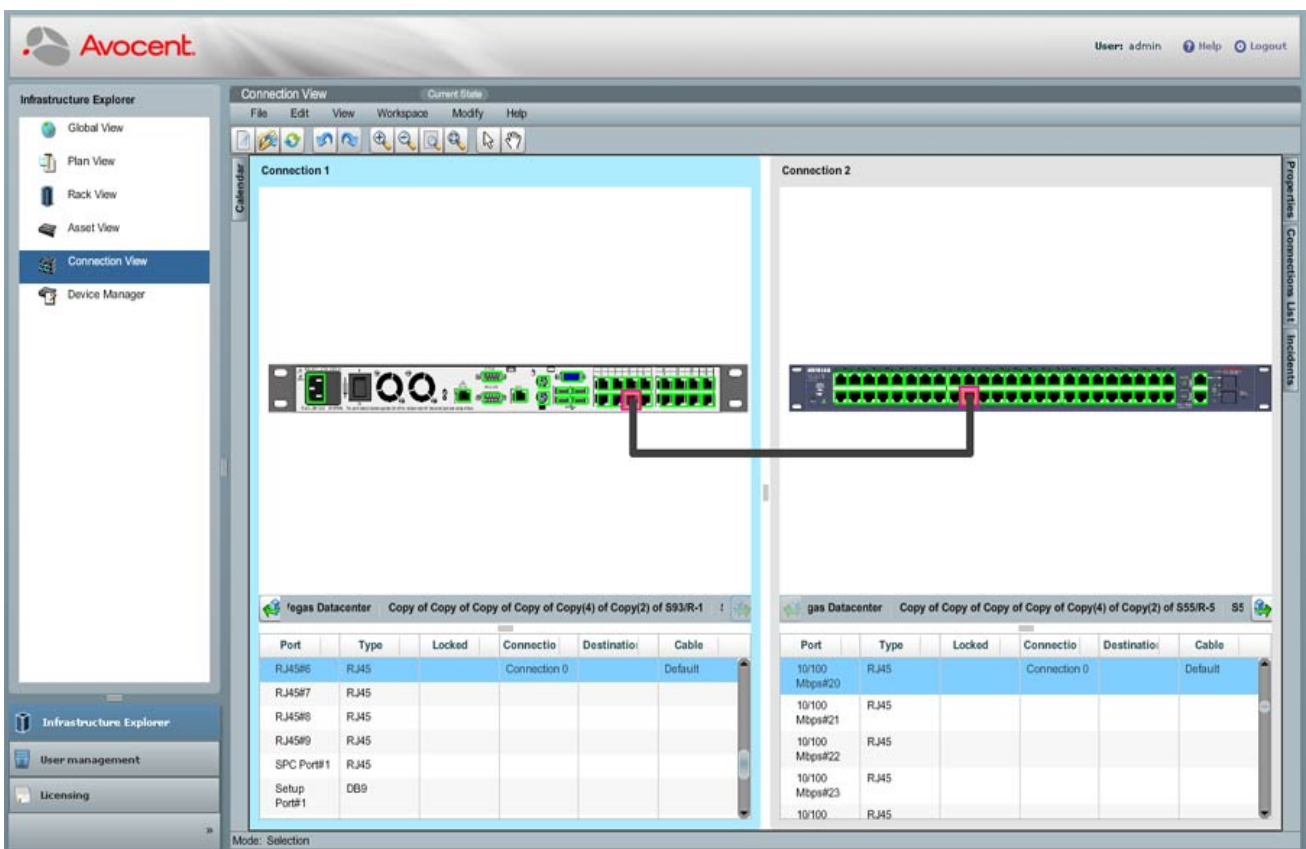 Avocent.
User: admin Help Logout
Infrastructure Explorer
Global View
Plan View
Rack View
Asset View
Connection View
Device Manager
Infrastructure Explorer
User management
Licensing
»
Connection View Current State
File Edit View Workspace Modify Help
Calendar
Connection 1
egas Datacenter Copy of Copy of Copy of Copy of Copy(4) of Copy(2) of S93/R-1
Port Type Locked Connectio Destinatio Cable
RJ45#6 RJ45 Connection 0 Default
RJ45#7 RJ45
RJ45#8 RJ45
RJ45#9 RJ45
SPC Port#1 RJ45
Setup DB9
Port#1
Connection 2
gas Datacenter Copy of Copy of Copy of Copy of Copy(4) of Copy(2) of S55/R-5 S5
Port Type Locked Connectio Destinatio Cable
10/100 RJ45 Connection 0 Default
Mbps#20
10/100 RJ45
Mbps#21
10/100 RJ45
Mbps#22
10/100 RJ45
Mbps#23
10/100 RJ45
Properties
Connections List
Incidents
Mode: Selection